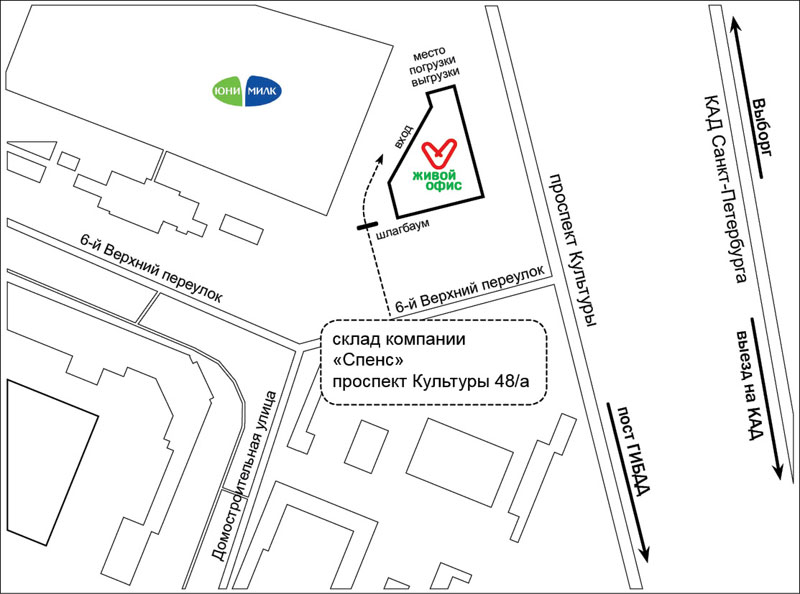 место
погрузки
выгрузки
ЮНИ МИЛК
вход
ЖИВОЙ
ОФИС
шлагбаум
проспект Культуры
КАД Санкт-Петербурга
Выборг
6-й Верхний переулок
6-й Верхний переулок
склад компании
«Спенс»
проспект Культуры 48/а
выезд на КАД
пост ГИБДД
Домостроительная улица